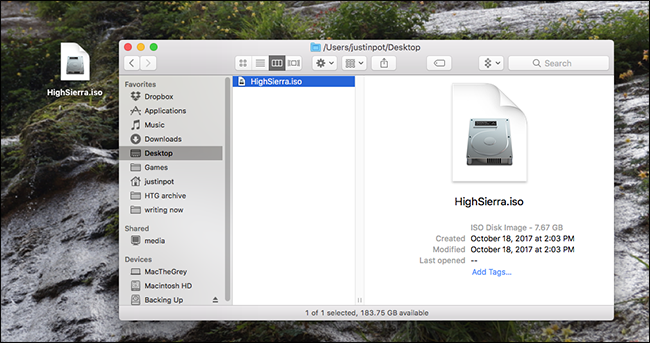 HighSierra.iso
/Users/justinpot/Desktop
Search
Favorites
Dropbox
Applications
Music
Downloads
Desktop
Games
justinpot
HTG archive
writing now
Shared
media
Devices
MacTheGrey
Macintosh HD
Backing Up
HighSierra.iso
HighSierra.iso
ISO Disk Image - 7.67 GB
Created October 18, 2017 at 2:03 PM
Modified October 18, 2017 at 2:03 PM
Last opened --
Add Tags...
1 of 1 selected, 183.75 GB available